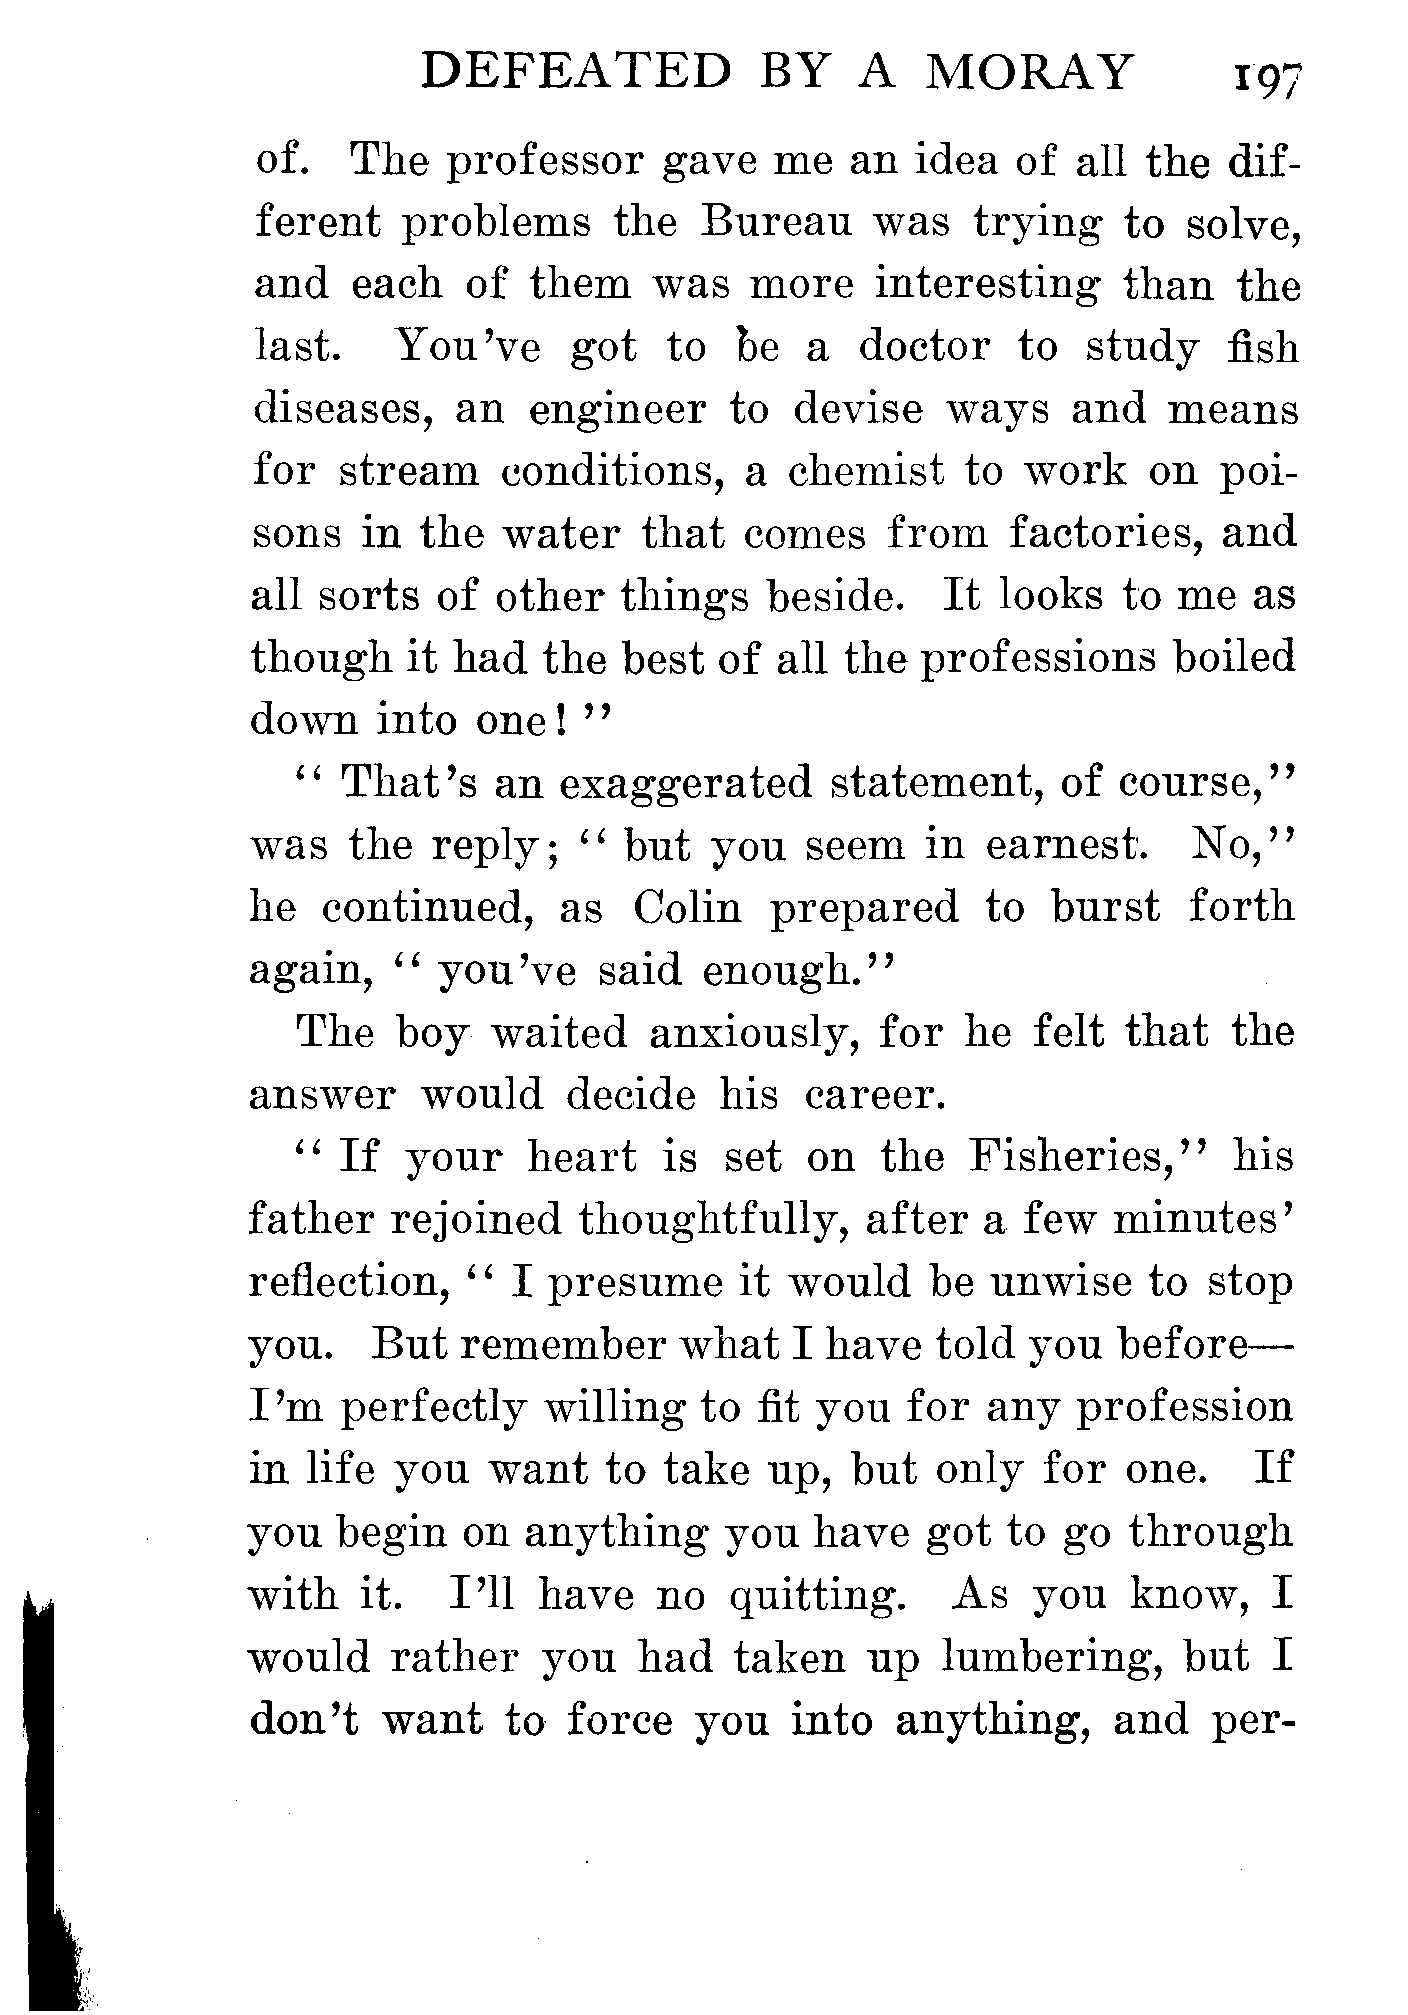 DEFEATED BY A MORAY 197
of. The professor gave me an idea of all the dif-
ferent problems the Bureau was trying to solve,
and each of them was more interesting than the
last. You've got to be a doctor to study fish
diseases, an engineer to devise ways and means
for stream conditions, a chemist to work on poi-
sons in the water that comes from factories, and
all sorts of other things beside. It looks to me as
though it had the best of all the professions boiled
down into one! "
" That's an exaggerated statement, of course,"
was the reply; " but you seem in earnest. No,"
he continued, as Colin prepared to burst forth
again, " you've said enough."
The boy waited anxiously, for he felt that the
answer would decide his career.
" If your heart is set on the Fisheries," his
father rejoined thoughtfully, after a few minutes'
reflection, " I presume it would be unwise to stop
you. But remember what I have told you before—
I'm perfectly willing to fit you for any profession
in life you want to take up, but only for one. If
you begin on anything you have got to go through
with it. I'll have no quitting. As you know, I
would rather you had taken up lumbering, but I
don't want to force you into anything, and per-